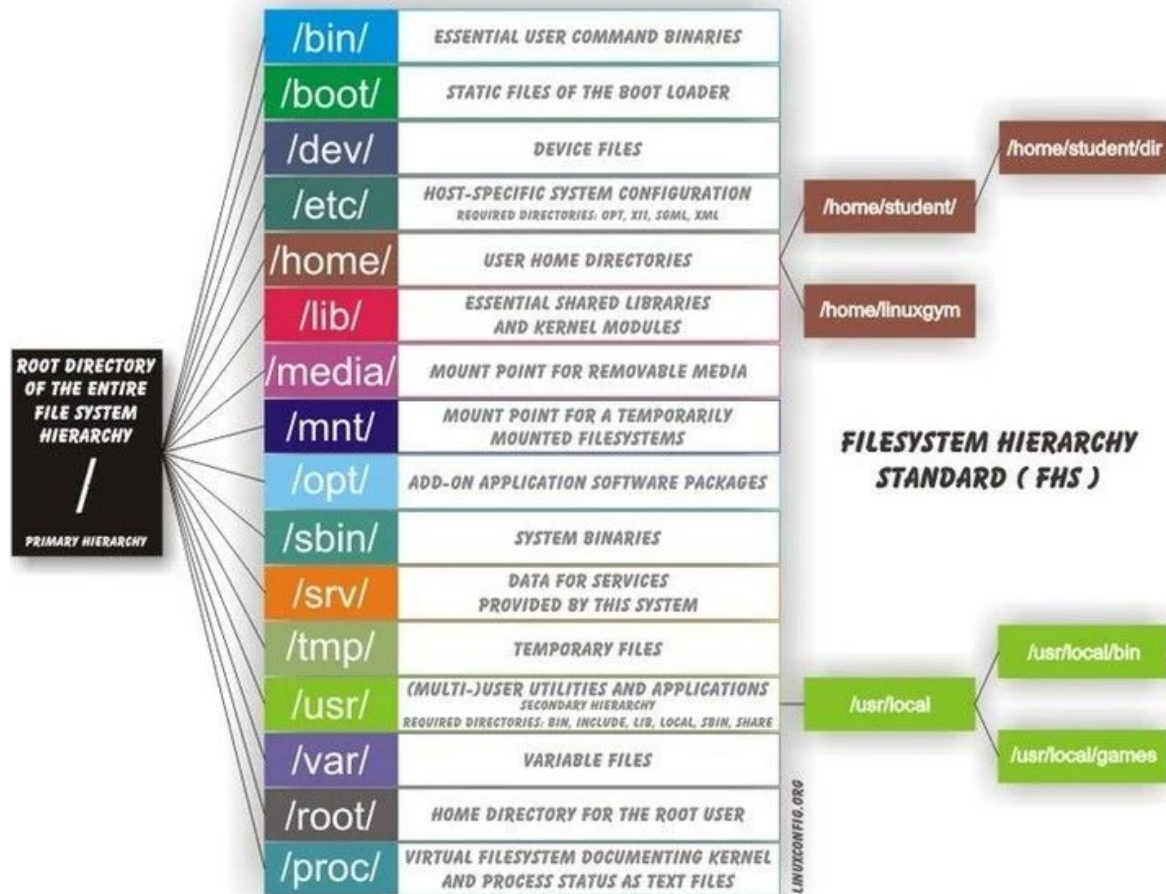 ROOT DIRECTORY
OF THE ENTIRE
FILE SYSTEM
HIERARCHY
/
PRIMARY HIERARCHY
/bin/
ESSENTIAL USER COMMAND BINARIES
/boot/
STATIC FILES OF THE BOOT LOADER
/dev/
DEVICE FILES
/etc/
HOST-SPECIFIC SYSTEM CONFIGURATION
REQUIRED DIRECTORIES: OPT, XII, SGML, XML
/home/
USER HOME DIRECTORIES
/lib/
ESSENTIAL SHARED LIBRARIES
AND KERNEL MODULES
/media/
MOUNT POINT FOR REMOVABLE MEDIA
/mnt/
MOUNT POINT FOR A TEMPORARILY
MOUNTED FILESYSTEMS
/opt/
ADD-ON APPLICATION SOFTWARE PACKAGES
/sbin/
SYSTEM BINARIES
/srv/
DATA FOR SERVICES
PROVIDED BY THIS SYSTEM
/tmp/
TEMPORARY FILES
/usr/
(MULTI-)USER UTILITIES AND APPLICATIONS
SECONDARY HIERARCHY
REQUIRED DIRECTORIES: BIN, INCLUDE, LIB, LOCAL, SBIN, SHARE
/var/
VARIABLE FILES
/root/
HOME DIRECTORY FOR THE ROOT USER
/proc/
VIRTUAL FILESYSTEM DOCUMENTING KERNEL
AND PROCESS STATUS AS TEXT FILES
/home/student/
/home/student/dir
/home/linuxgym
FILESYSTEM HIERARCHY
STANDARD ( FHS )
/usr/local
/usr/local/bin
/usr/local/games
LINUXCONFIG.ORG